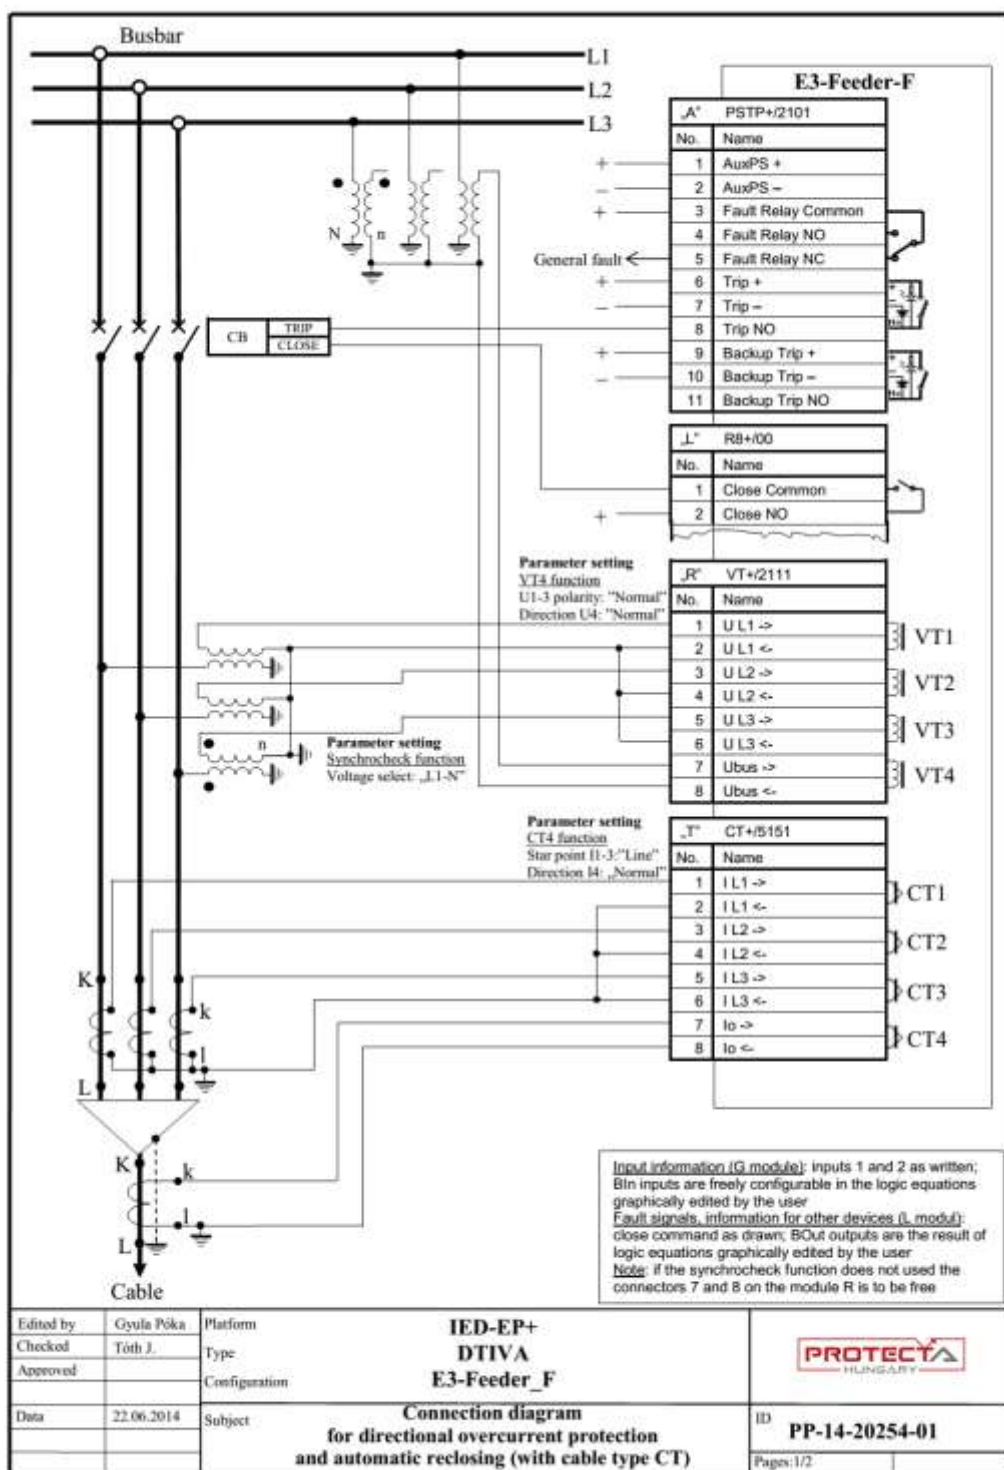 Busbar
L1
L2
L3
E3-Feeder-F
„A” PSTP+/2101
No. Name
+ 1 AuxPS +
– 2 AuxPS –
+ 3 Fault Relay Common
4 Fault Relay NO
General fault 5 Fault Relay NC
+ 6 Trip +
– 7 Trip –
8 Trip NO
+ 9 Backup Trip +
– 10 Backup Trip –
11 Backup Trip NO
N n
CB TRIP
CLOSE
„L” R8+/00
No. Name
1 Close Common
+ 2 Close NO
Parameter setting
VT4 function
U1-3 polarity: ”Normal”
Direction U4: ”Normal”
„R” VT+/2111
No. Name
1 U L1 ->
2 U L1 <-
VT1
3 U L2 ->
4 U L2 <-
VT2
5 U L3 ->
6 U L3 <-
VT3
7 Ubus ->
8 Ubus <-
VT4
n
Parameter setting
Synchrocheck function
Voltage select: „L1-N”
Parameter setting
CT4 function
Star point I1-3:”Line”
Direction I4: „Normal”
„T” CT+/5151
No. Name
1 I L1 ->
2 I L1 <-
CT1
3 I L2 ->
4 I L2 <-
CT2
5 I L3 ->
6 I L3 <-
CT3
7 Io ->
8 Io <-
CT4
K
k
l
L
K
k
l
L
Cable
Input information (G module): inputs 1 and 2 as written;
BIn inputs are freely configurable in the logic equations
graphically edited by the user
Fault signals, information for other devices (L modul):
close command as drawn; BOut outputs are the result of
logic equations graphically edited by the user
Note: if the synchrocheck function does not used the
connectors 7 and 8 on the module R is to be free
Edited by Gyula Póka
Checked Tóth J.
Approved
Data 22.06.2014
Platform IED-EP+
Type DTIVA
Configuration E3-Feeder_F
Subject Connection diagram
for directional overcurrent protection
and automatic reclosing (with cable type CT)
PROTECTA
HUNGARY
ID
PP-14-20254-01
Pages:1/2